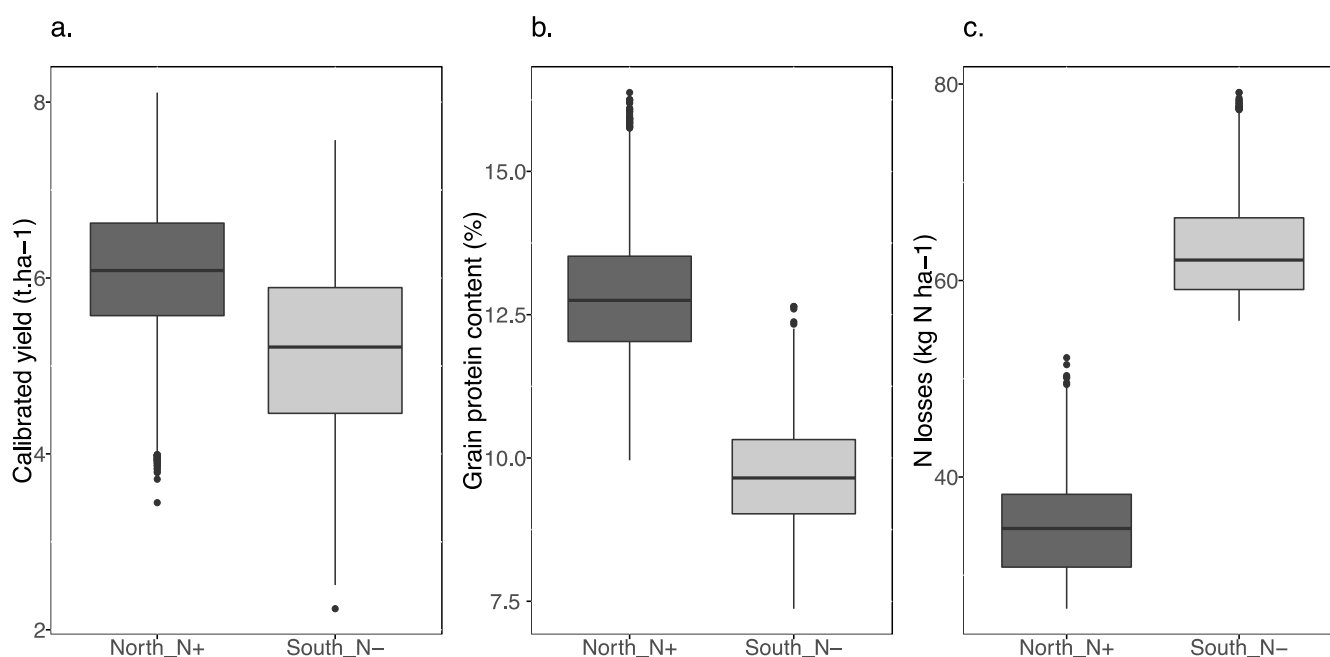 a.
Calibrated yield (t.ha−1)
8
6
4
2
North_N+ South_N−
b.
Grain protein content (%)
15.0
12.5
10.0
7.5
North_N+ South_N−
c.
N losses (kg N ha−1)
80
60
40
North_N+ South_N−